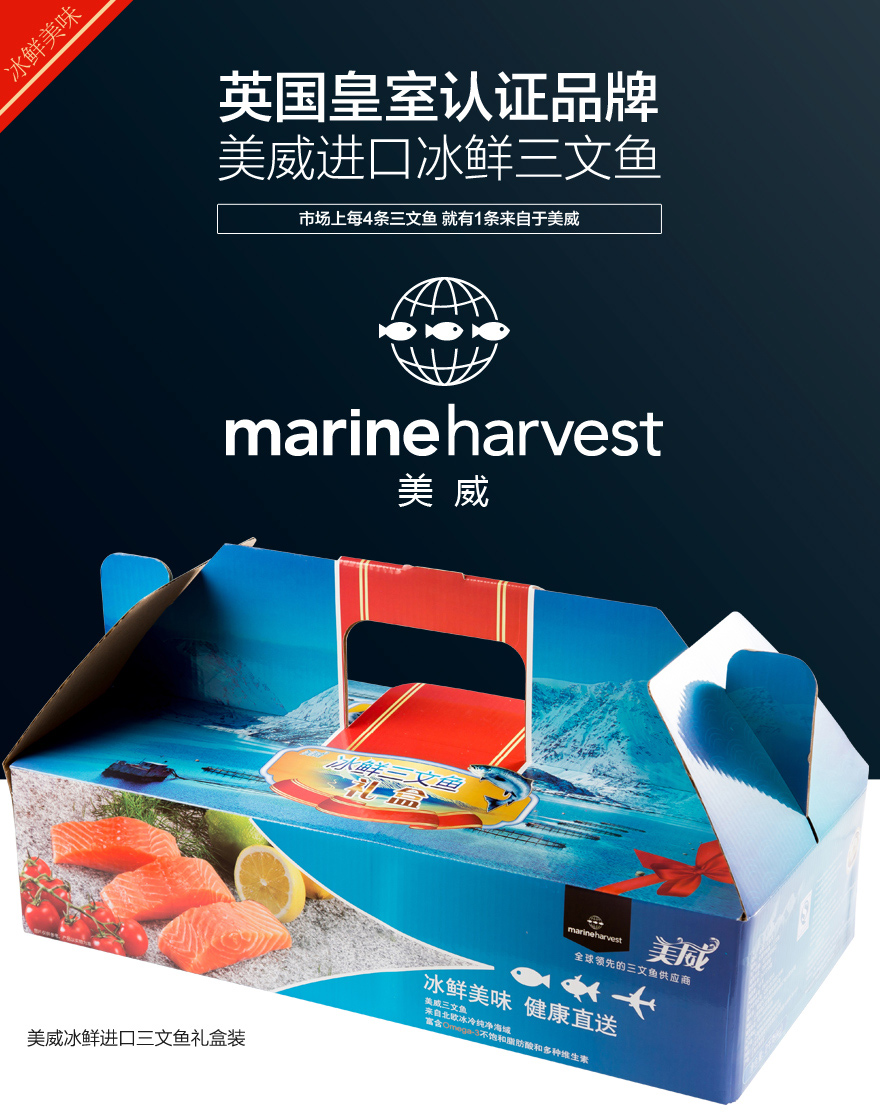 冰鲜美味
英国皇室认证品牌
美威进口冰鲜三文鱼
市场上每4条三文鱼 就有1条来自于美威
marineharvest
美 威
冰鲜三文鱼
礼盒
marineharvest
美威
全球领先的三文鱼供应商
冰鲜美味 健康直送
美威三文鱼
来自北欧冰冷纯净海域
富含Omega-3不饱和脂肪酸和多种维生素
美威冰鲜进口三文鱼礼盒装